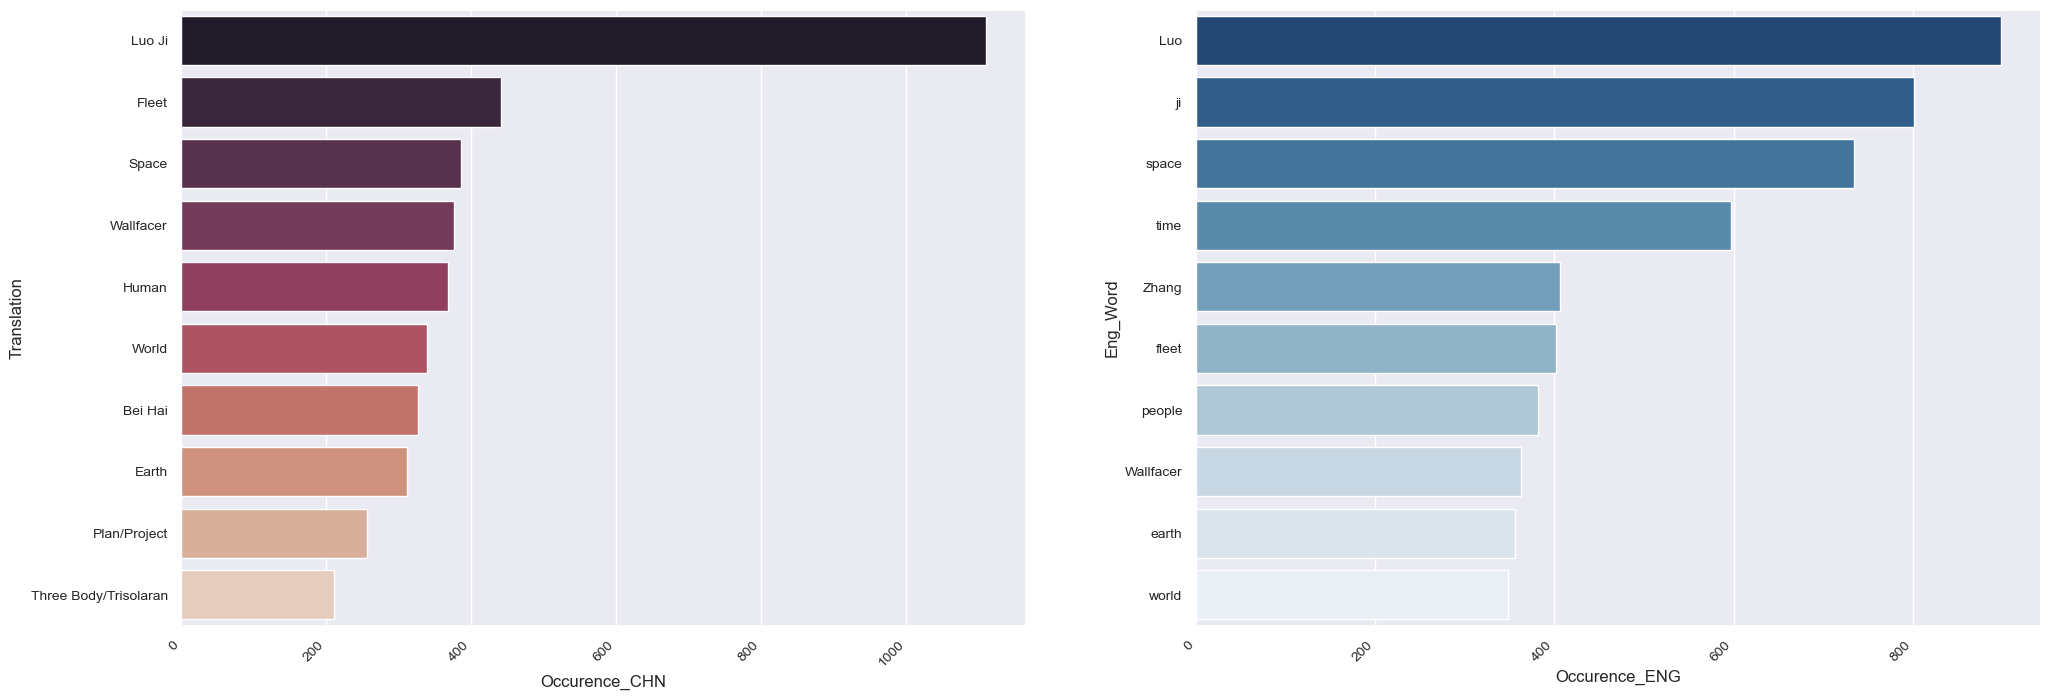 Translation
Luo Ji
Fleet
Space
Wallfacer
Human
World
Bei Hai
Earth
Plan/Project
Three Body/Trisolaran
0
200
400
600
800
1000
Occurence_CHN
Eng_Word
Luo
ji
space
time
Zhang
fleet
people
Wallfacer
earth
world
0
200
400
600
800
Occurence_ENG